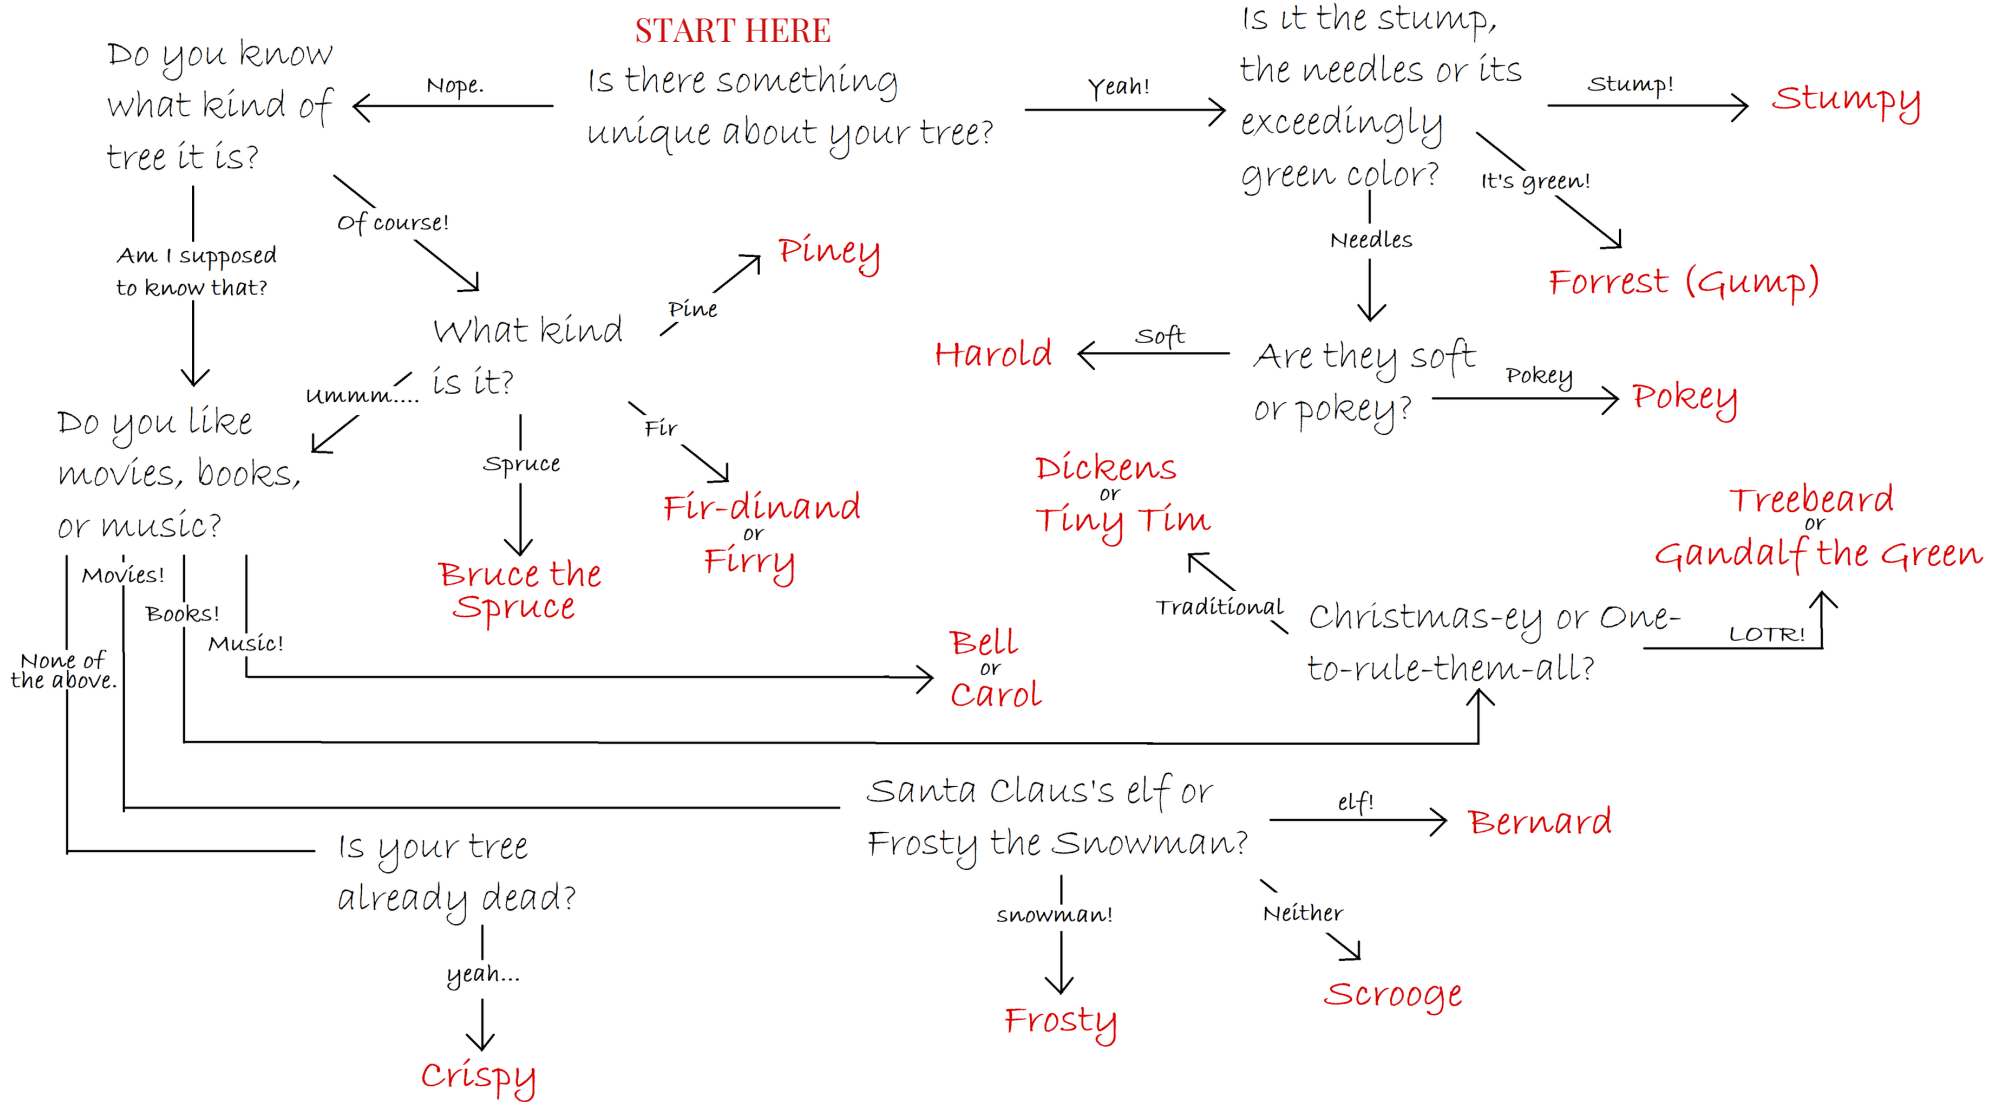 START HERE
Is there something
unique about your tree?
Nope.
Yeah!
Do you know
what kind of
tree it is?
Is it the stump,
the needles or its
exceedingly
green color?
Stump!
Stumpy
It's green!
Forrest (Gump)
Needles
Are they soft
or pokey?
Soft
Harold
Pokey
Pokey
Of course!
Am I supposed
to know that?
What kind
is it?
Pine
Piney
Ummm....
Spruce
Bruce the
Spruce
Fir
Fir-dinand
or
Firry
Do you like
movies, books,
or music?
Movies!
Books!
Music!
None of
the above.
Bell
or
Carol
Dickens
or
Tiny Tim
Traditional
Christmas-ey or One-
to-rule-them-all?
LOTR!
Treebeard
or
Gandalf the Green
Santa Claus's elf or
Frosty the Snowman?
elf!
Bernard
snowman!
Frosty
Neither
Scrooge
Is your tree
already dead?
yeah...
Crispy